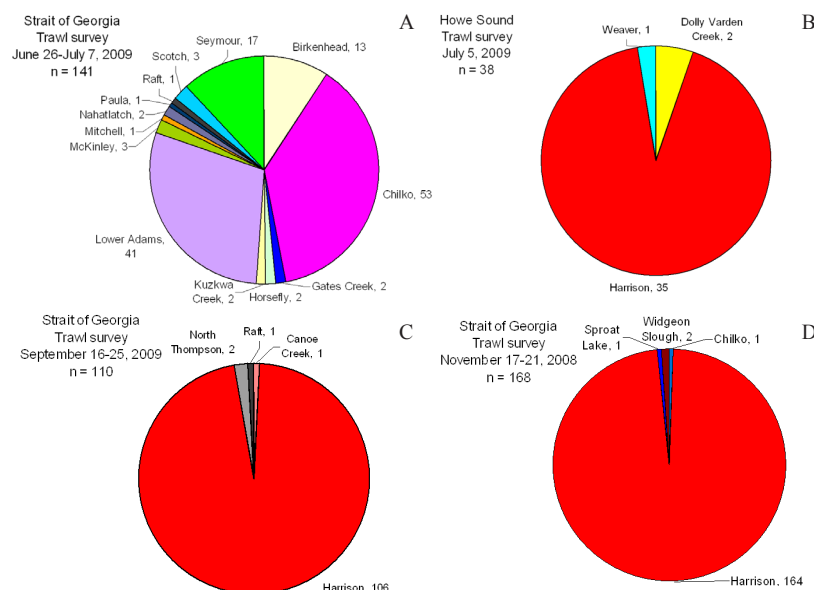 Strait of Georgia
Trawl survey
June 26-July 7, 2009
n = 141
A
Seymour, 17
Birkenhead, 13
Scotch, 3
Raft, 1
Paula, 1
Nahatlatch, 2
Mitchell, 1
McKinley, 3
Chilko, 53
Lower Adams,
41
Kuzkwa
Creek, 2
Horsefly, 2
Gates Creek, 2
Howe Sound
Trawl survey
July 5, 2009
n = 38
B
Weaver, 1
Dolly Varden
Creek, 2
Harrison, 35
Strait of Georgia
Trawl survey
September 16-25, 2009
n = 110
C
North
Thompson, 2
Raft, 1
Canoe
Creek, 1
Harrison, 106
Strait of Georgia
Trawl survey
November 17-21, 2008
n = 168
D
Sproat
Lake, 1
Widgeon
Slough, 2
Chilko, 1
Harrison, 164